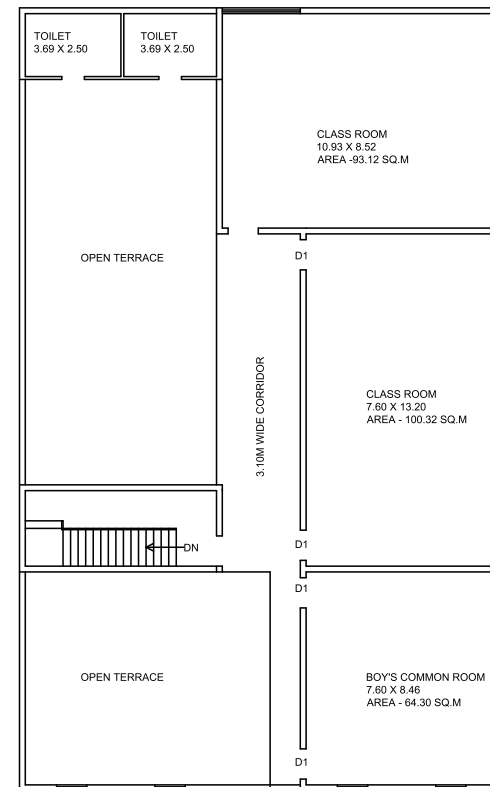 TOILET
3.69 X 2.50
TOILET
3.69 X 2.50
CLASS ROOM
10.93 X 8.52
AREA -93.12 SQ.M
OPEN TERRACE
D1
3.10M WIDE CORRIDOR
CLASS ROOM
7.60 X 13.20
AREA - 100.32 SQ.M
DN
D1
D1
OPEN TERRACE
BOY'S COMMON ROOM
7.60 X 8.46
AREA - 64.30 SQ.M
D1